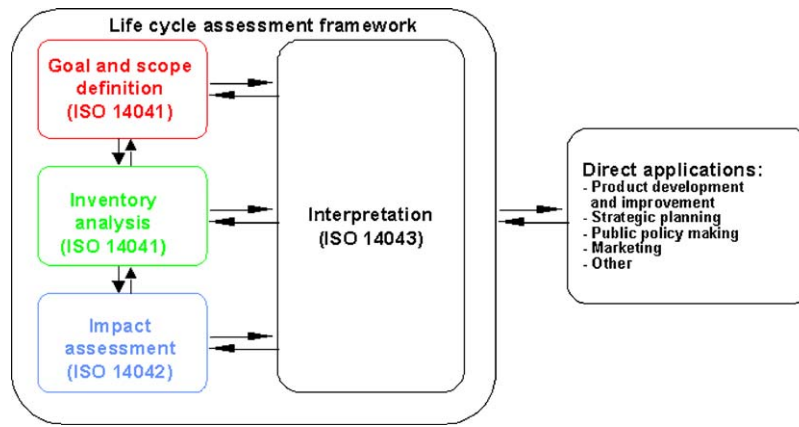 Life cycle assessment framework
Goal and scope
definition
(ISO 14041)
Inventory
analysis
(ISO 14041)
Impact
assessment
(ISO 14042)
Interpretation
(ISO 14043)
Direct applications:
- Product development
and improvement
- Strategic planning
- Public policy making
- Marketing
- Other